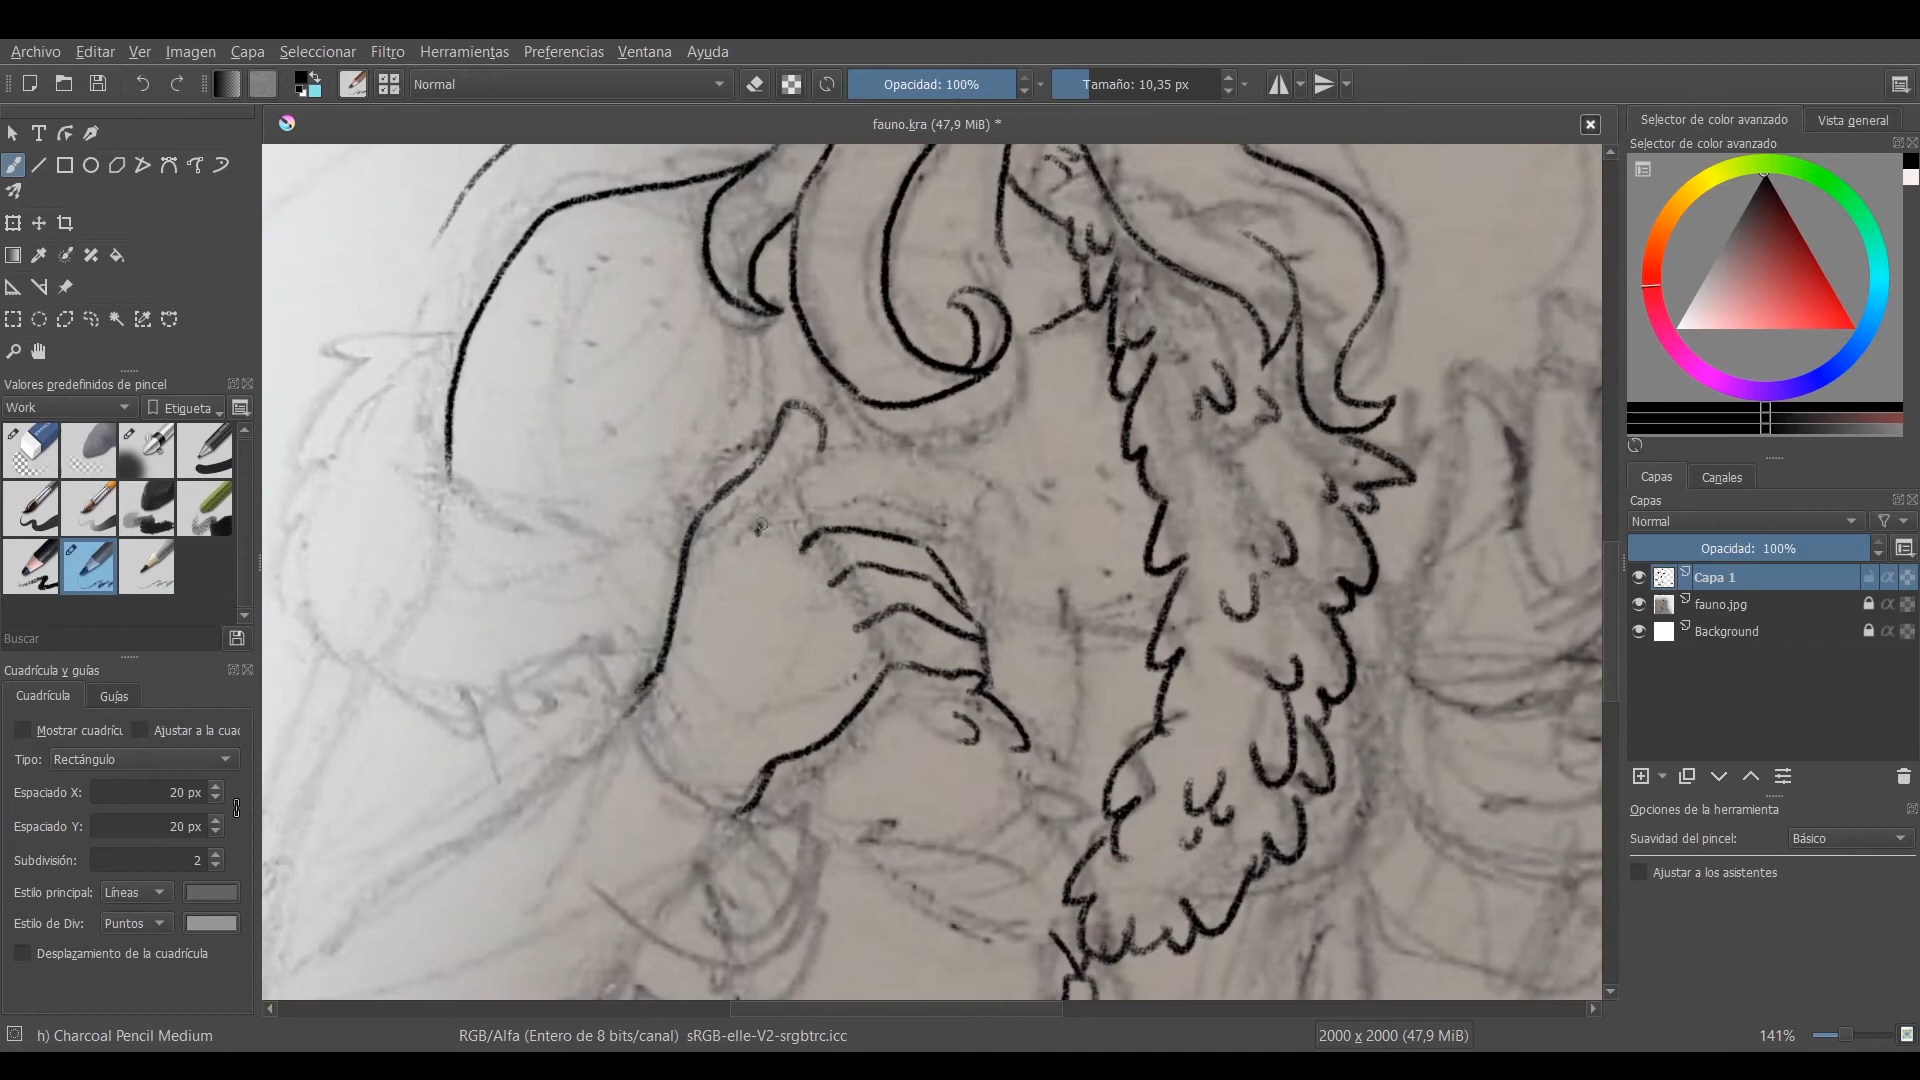 Archivo Editar Ver Imagen Capa Seleccionar Filtro Herramientas Preferencias Ventana Ayuda
Normal Opacidad: 100% Tamaño: 10,35 px
fauno.kra (47,9 MiB) *
Selector de color avanzado Vista general
Selector de color avanzado
Valores predefinidos de pincel
Work Etiqueta
Buscar
Cuadrícula y guías
Cuadrícula Guías
Mostrar cuadrícu Ajustar a la cuad
Tipo: Rectángulo
Espaciado X: 20 px
Espaciado Y: 20 px
Subdivisión: 2
Estilo principal: Líneas
Estilo de Div: Puntos
Desplazamiento de la cuadrícula
Capas Canales
Capas
Normal
Opacidad: 100%
Capa 1
fauno.jpg
Background
Opciones de la herramienta
Suavidad del pincel: Básico
Ajustar a los asistentes
h) Charcoal Pencil Medium RGB/Alfa (Entero de 8 bits/canal) sRGB-elle-V2-srgbtrc.icc 2000 x 2000 (47,9 MiB) 141%